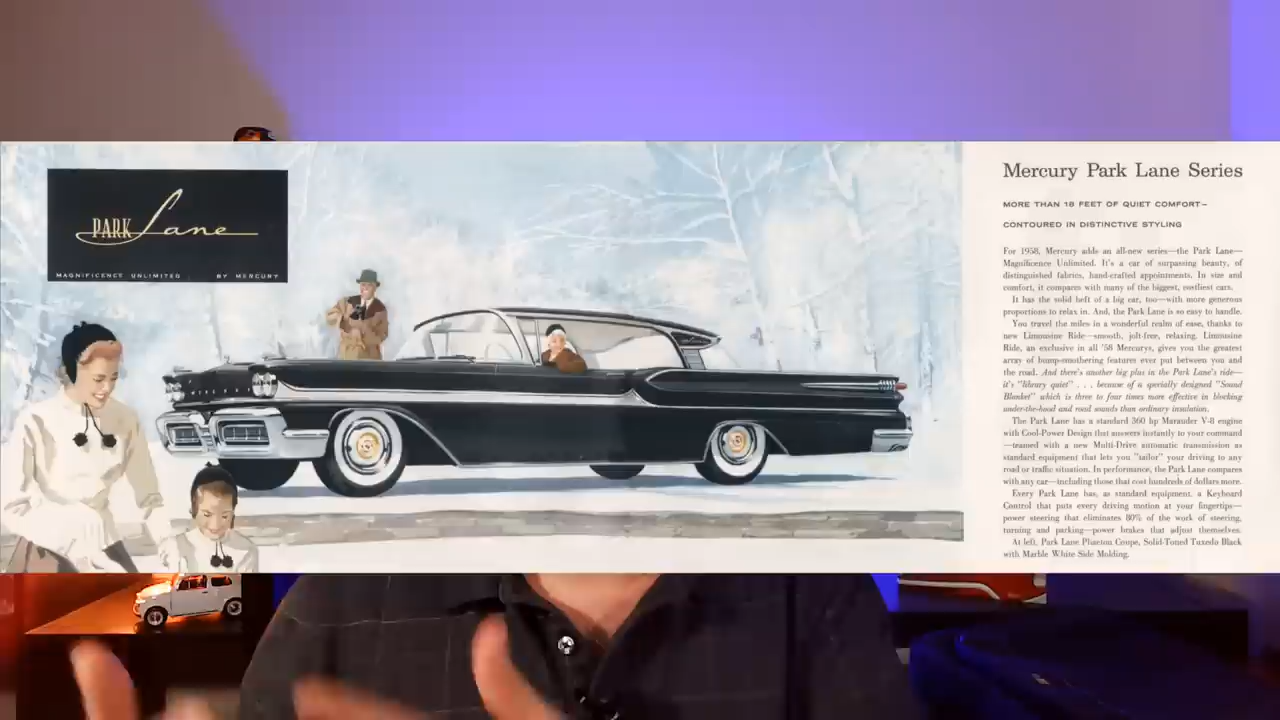 PARK Lane
MAGNIFICENCE UNLIMITED BY MERCURY
Mercury Park Lane Series
MORE THAN 18 FEET OF QUIET COMFORT—
CONTOURED IN DISTINCTIVE STYLING
For 1958, Mercury adds an all-new series—the Park Lane—
Magnificence Unlimited. It's a car of surpassing beauty, of
distinguished fabrics, hand-crafted appointments. In size and
comfort, it compares with many of the biggest, costliest cars.
It has the solid heft of a big car, too—with more generous
proportions to relax in. And, the Park Lane is so easy to handle.
You travel the miles in a wonderful realm of ease, thanks to
new Limousine Ride—smooth, jolt-free, relaxing. Limousine
Ride, an exclusive in all '58 Mercurys, gives you the greatest
array of bump-smothering features ever put between you and
the road. And there's another big plus in the Park Lane's ride—
it's "library quiet" . . . because of a specially designed "Sound
Blanket" which is three to four times more effective in blocking
under-the-hood and road sounds than ordinary insulation.
The Park Lane has a standard 360 hp Marauder V-8 engine
with Cool-Power Design that answers instantly to your command
—teamed with a new Multi-Drive automatic transmission as
standard equipment that lets you "tailor" your driving to any
road or traffic situation. In performance, the Park Lane compares
with any car—including those that cost hundreds of dollars more.
Every Park Lane has, as standard equipment, a Keyboard
Control that puts every driving motion at your fingertips—
power steering that eliminates 80% of the work of steering,
turning and parking—power brakes that adjust themselves.
At left, Park Lane Phaeton Coupe, Solid-Toned Tuxedo Black
with Marble White Side Molding.